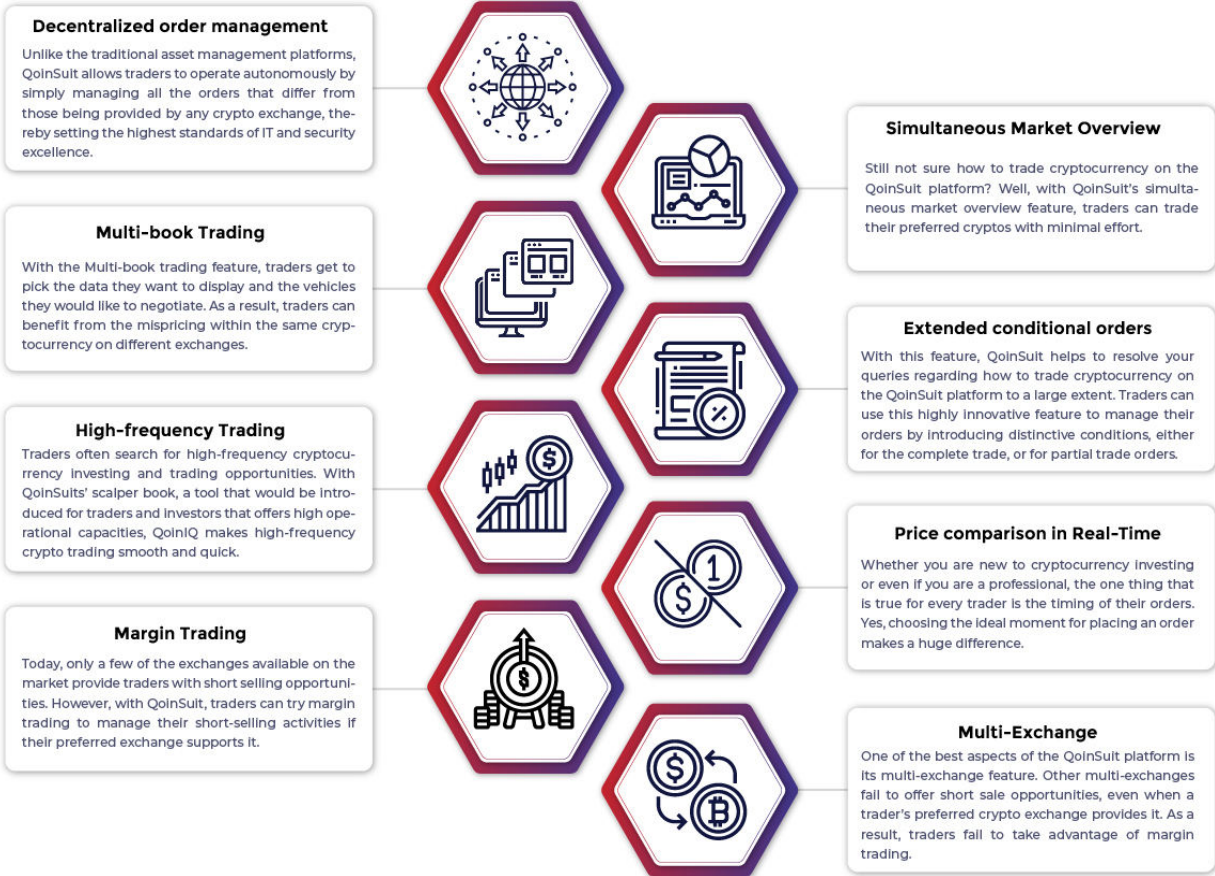 Decentralized order management
Unlike the traditional asset management platforms,
QoinSuit allows traders to operate autonomously by
simply managing all the orders that differ from
those being provided by any crypto exchange, the-
reby setting the highest standards of IT and security
excellence.
Simultaneous Market Overview
Still not sure how to trade cryptocurrency on the
QoinSuit platform? Well, with QoinSuit's simulta-
neous market overview feature, traders can trade
their preferred cryptos with minimal effort.
Multi-book Trading
With the Multi-book trading feature, traders get to
pick the data they want to display and the vehicles
they would like to negotiate. As a result, traders can
benefit from the mispricing within the same cryp-
tocurrency on different exchanges.
Extended conditional orders
With this feature, QoinSuit helps to resolve your
queries regarding how to trade cryptocurrency on
the QoinSuit platform to a large extent. Traders can
use this highly innovative feature to manage their
orders by introducing distinctive conditions, either
for the complete trade, or for partial trade orders.
High-frequency Trading
Traders often search for high-frequency cryptocu-
rrency investing and trading opportunities. With
QoinSuits' scalper book, a tool that would be intro-
duced for traders and investors that offers high ope-
rational capacities, QoinIQ makes high-frequency
crypto trading smooth and quick.
Price comparison in Real-Time
Whether you are new to cryptocurrency investing
or even if you are a professional, the one thing that
is true for every trader is the timing of their orders.
Yes, choosing the ideal moment for placing an order
makes a huge difference.
Margin Trading
Today, only a few of the exchanges available on the
market provide traders with short selling opportuni-
ties. However, with QoinSuit, traders can try margin
trading to manage their short-selling activities if
their preferred exchange supports it.
Multi-Exchange
One of the best aspects of the QoinSuit platform is
its multi-exchange feature. Other multi-exchanges
fail to offer short sale opportunities, even when a
trader's preferred crypto exchange provides it. As a
result, traders fail to take advantage of margin
trading.